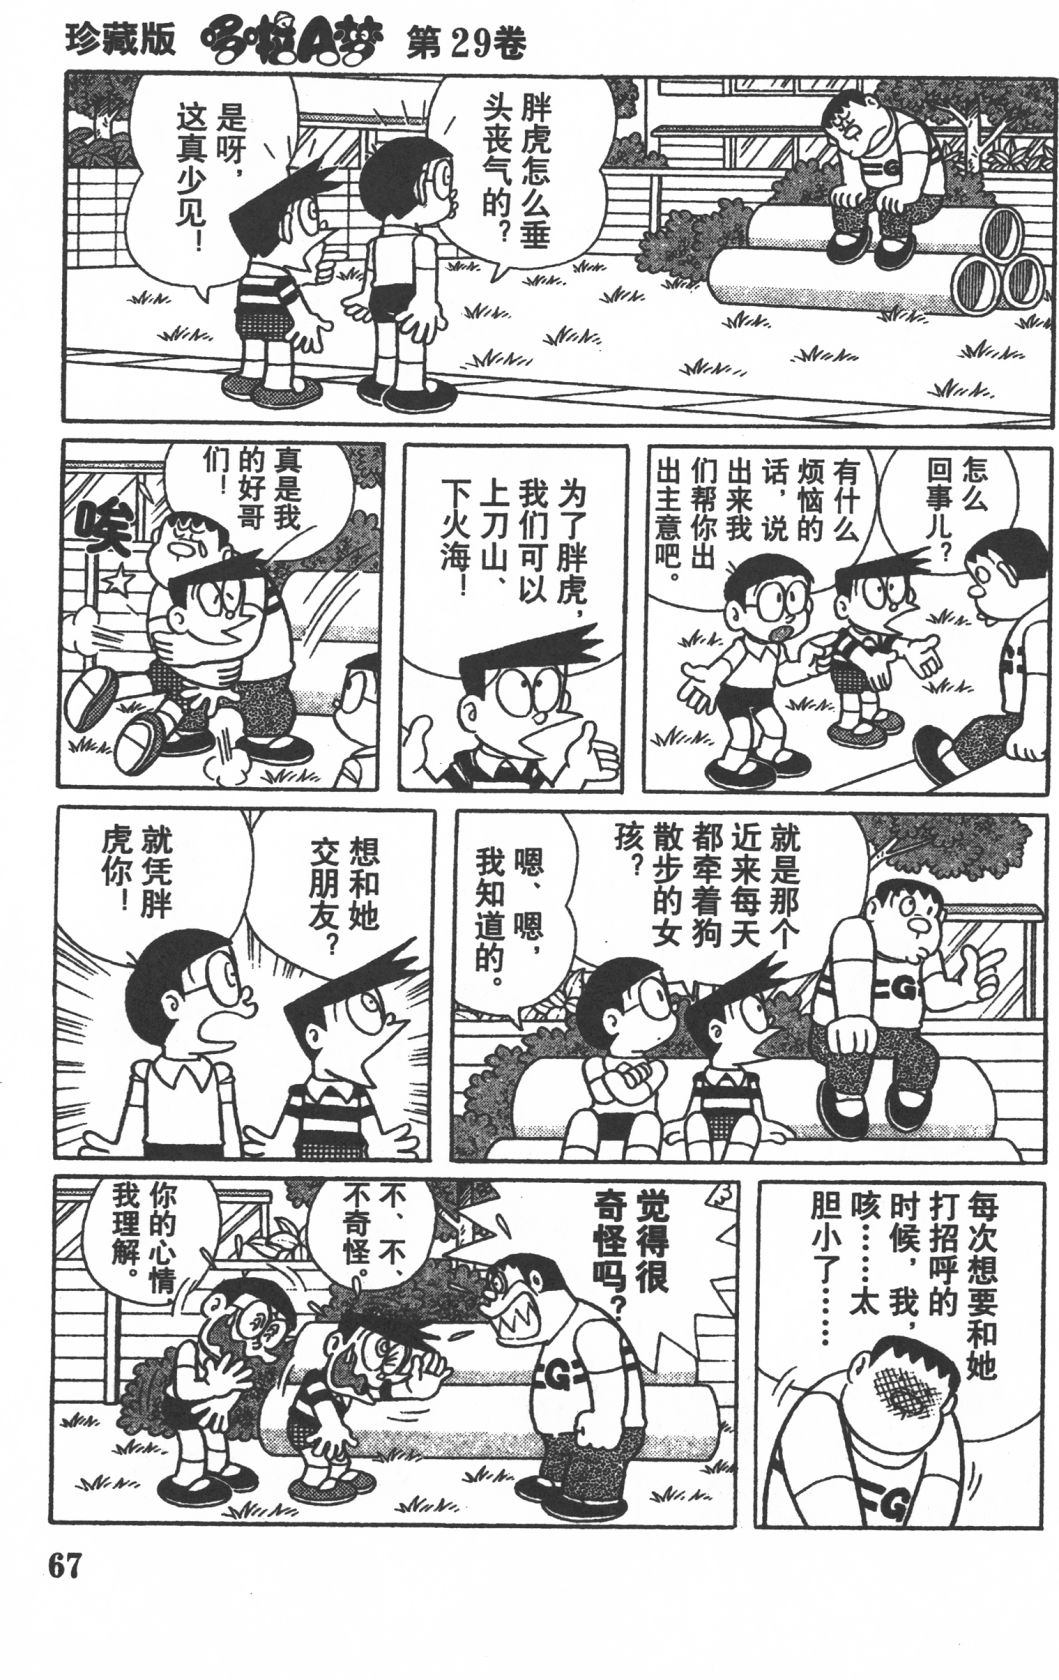 珍藏版 哆啦A梦 第29卷
胖虎怎么垂
头丧气的？
是呀，
这真少见！
怎么
回事儿？
有什么
烦恼的
话，说
出来我
们帮你出
出主意吧。
为了胖虎，
我们可以
上刀山、
下火海！
真是我
的好哥
们！
唉
就是那个
近来每天
都牵着狗
散步的女
孩？
嗯、嗯，
我知道的。
想和她
交朋友？
就凭胖
虎你！
每次想要和她
打招呼的
时候，我，
咳……太
胆小了……
觉得很
奇怪吗？
不、不、
不奇怪。
你的心情
我理解。
G
G
G
67